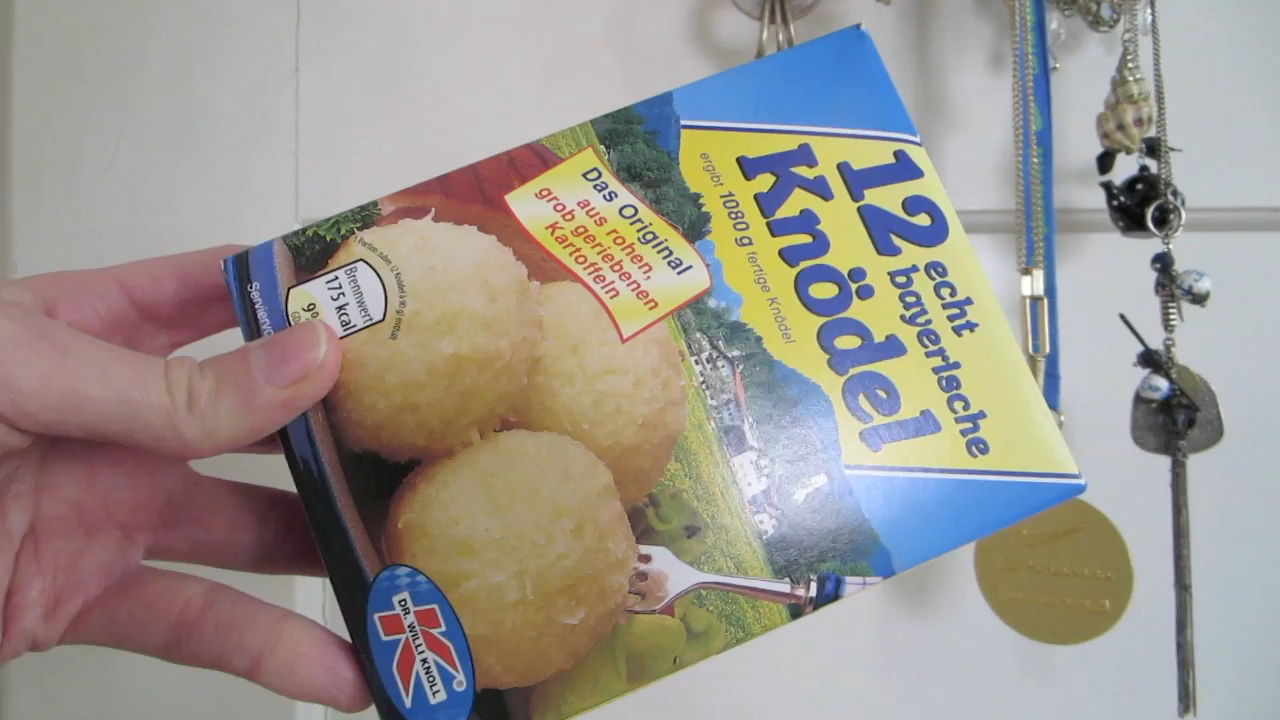 12 echt
bayerische
Knödel
ergibt 1080 g fertige Knödel
Das Original
aus rohen,
grob geriebenen
Kartoffeln
Brennwert
175 kcal
DR. WILLI KNOLL
K
®